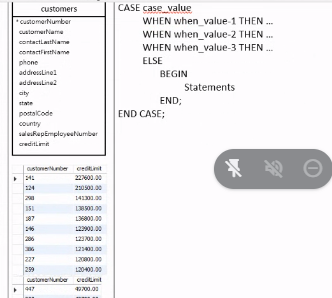 customers
* customerNumber
customerName
contactLastName
contactFirstName
phone
addressLine1
addressLine2
city
state
postalCode
country
salesRepEmployeeNumber
creditLimit
customerNumber creditLimit
141 227600.00
124 210500.00
298 141300.00
151 138500.00
187 136800.00
146 123900.00
286 123700.00
386 121400.00
227 120800.00
259 120400.00
customerNumber creditLimit
447 49700.00
CASE case_value
WHEN when_value-1 THEN ...
WHEN when_value-2 THEN ...
WHEN when_value-3 THEN ...
ELSE
BEGIN
Statements
END;
END CASE;